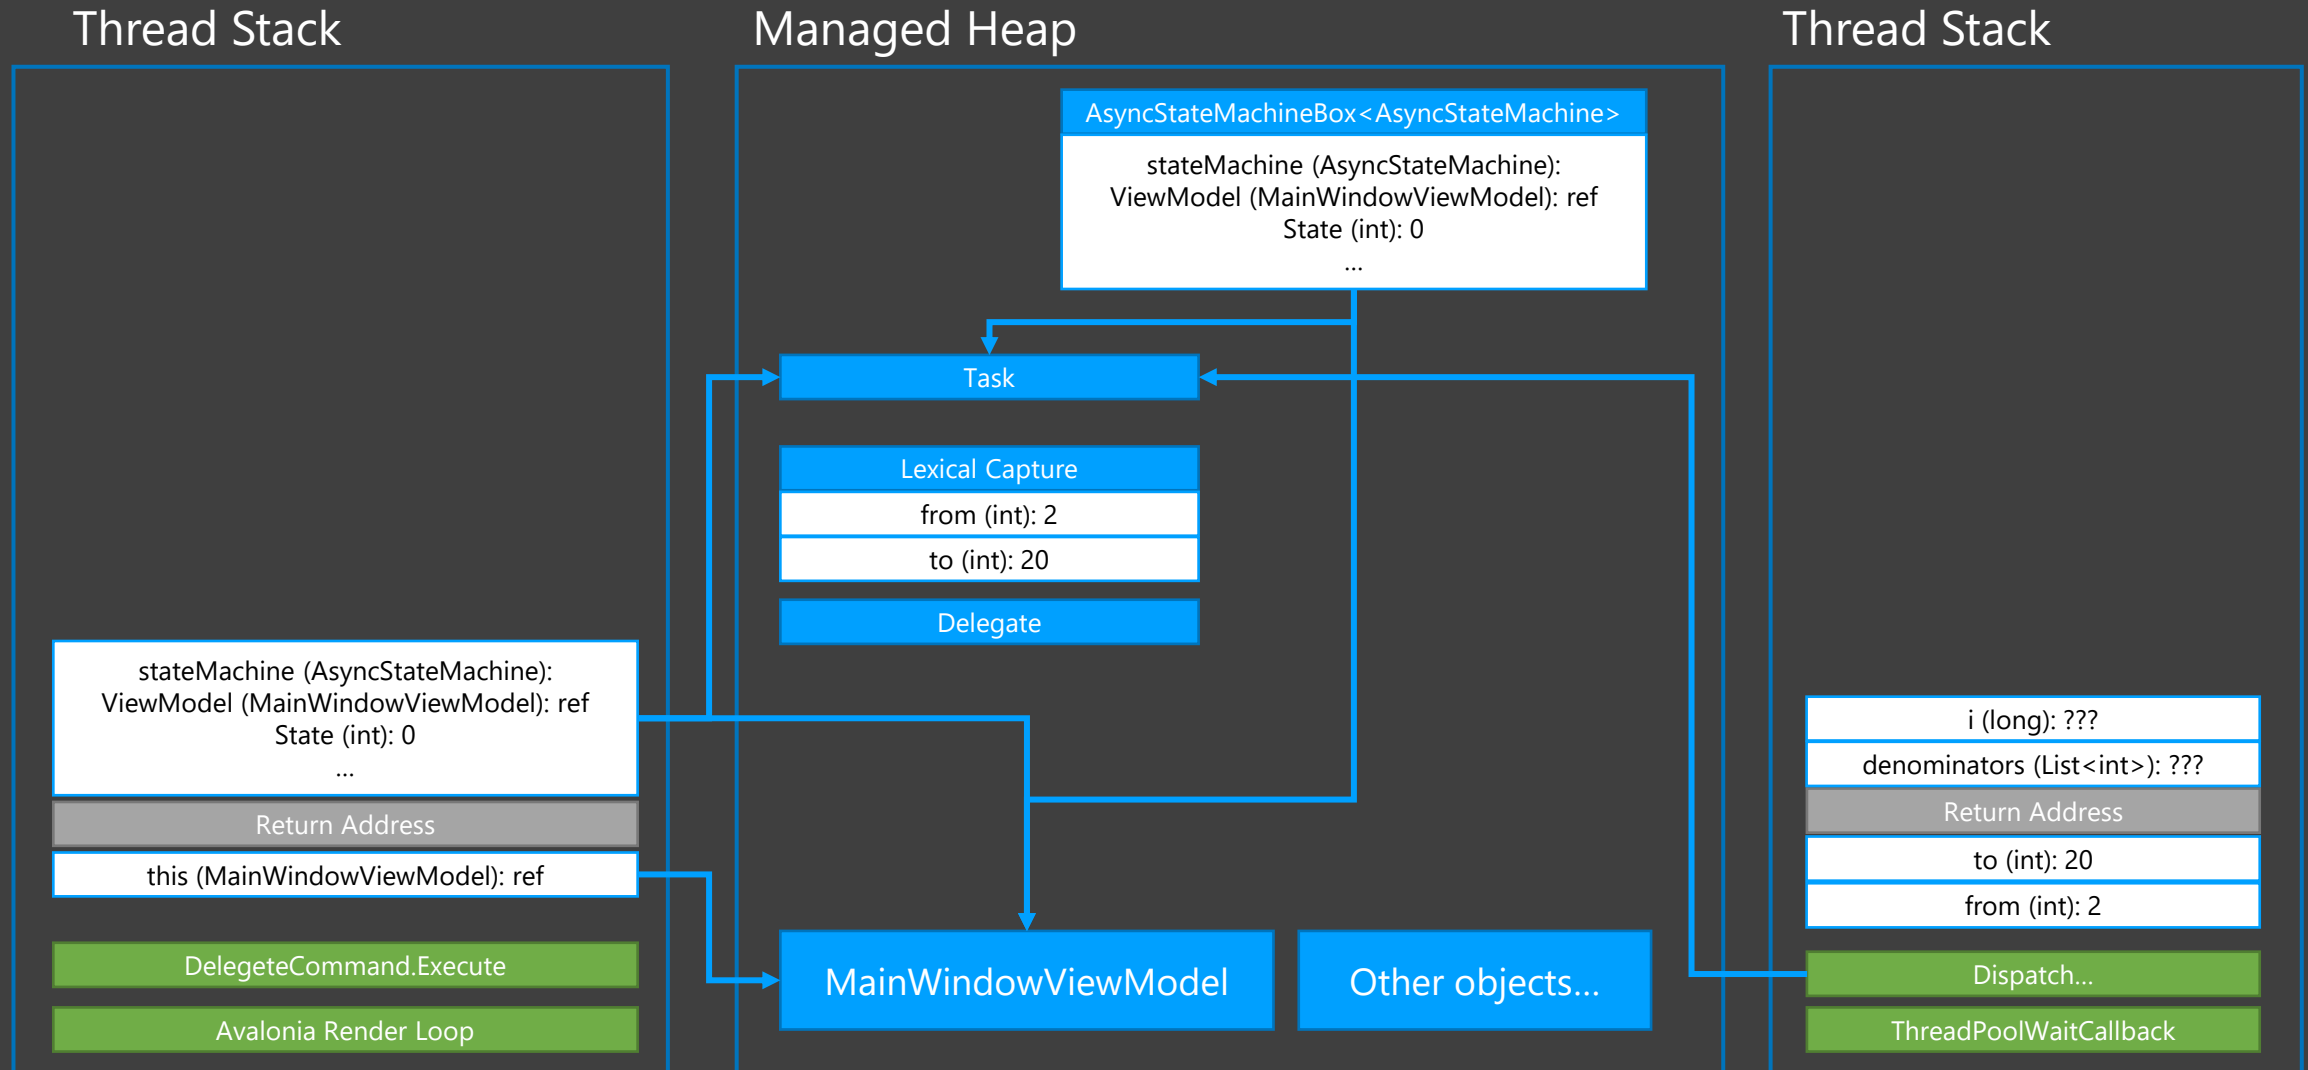 Thread Stack
stateMachine (AsyncStateMachine):
ViewModel (MainWindowViewModel): ref
State (int): 0
...
Return Address
this (MainWindowViewModel): ref
DelegeteCommand.Execute
Avalonia Render Loop
Managed Heap
AsyncStateMachineBox<AsyncStateMachine>
stateMachine (AsyncStateMachine):
ViewModel (MainWindowViewModel): ref
State (int): 0
...
Task
Lexical Capture
from (int): 2
to (int): 20
Delegate
MainWindowViewModel
Other objects...
Thread Stack
i (long): ???
denominators (List<int>): ???
Return Address
to (int): 20
from (int): 2
Dispatch...
ThreadPoolWaitCallback